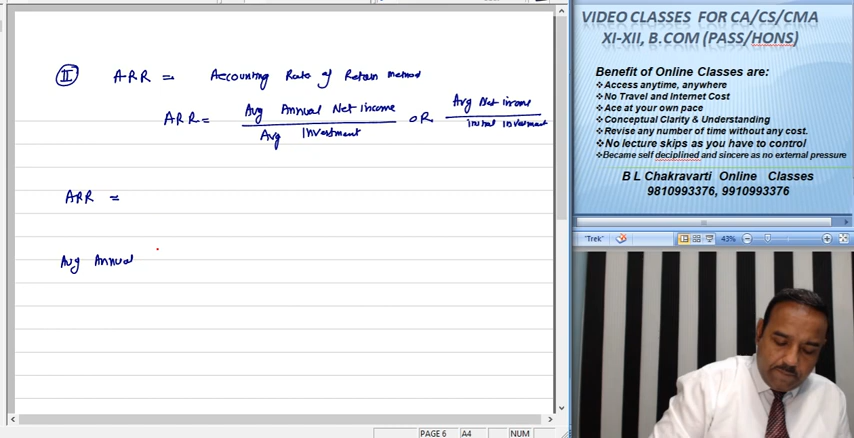 II ARR = Accounting Rate of Return method
ARR = Avg Annual Net income OR Avg Net income
Avg Investment initial investment
ARR =
Avg Annual
VIDEO CLASSES FOR CA/CS/CMA
XI-XII, B.COM (PASS/HONS)
Benefit of Online Classes are:
❖Access anytime, anywhere
❖No Travel and Internet Cost
❖Ace at your own pace
❖Conceptual Clarity & Understanding
❖Revise any number of time without any cost.
❖No lecture skips as you have to control
❖Became self deciplined and sincere as no external pressure
B L Chakravarti Online Classes
9810993376, 9910993376
"Trek" 43%
PAGE 6 A4 NUM